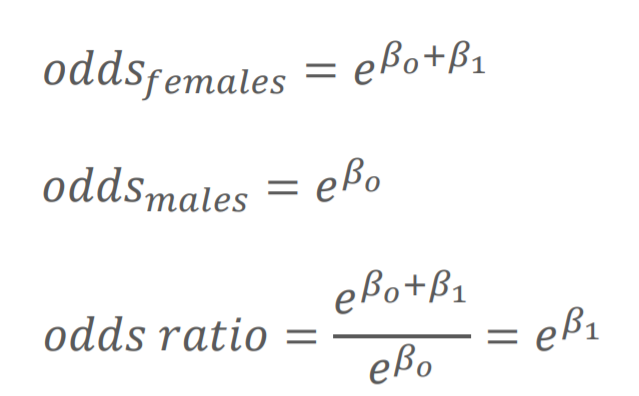 odds_females = e^{β_o+β_1}
odds_males = e^{β_o}
odds ratio = e^{β_o+β_1} / e^{β_o} = e^{β_1}